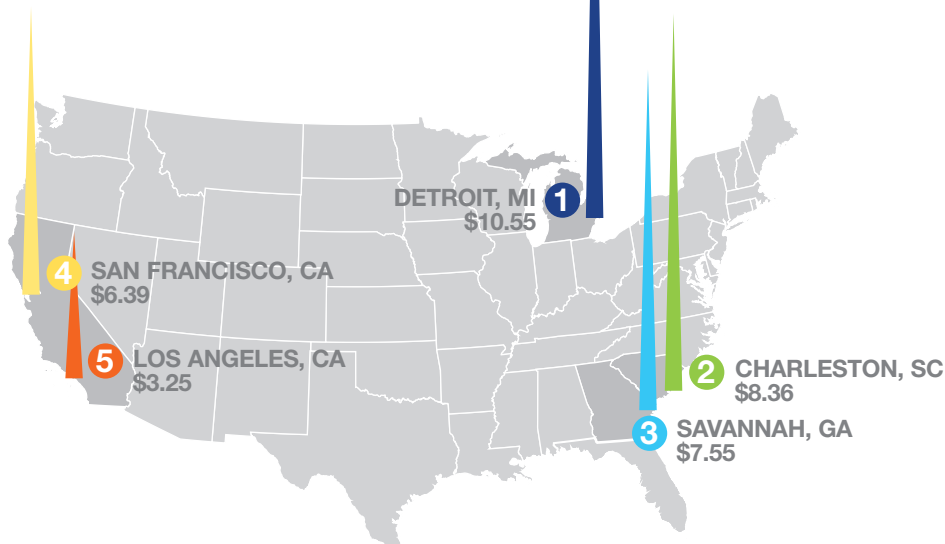 DETROIT, MI 1
$10.55
4 SAN FRANCISCO, CA
$6.39
5 LOS ANGELES, CA
$3.25
2 CHARLESTON, SC
$8.36
3 SAVANNAH, GA
$7.55